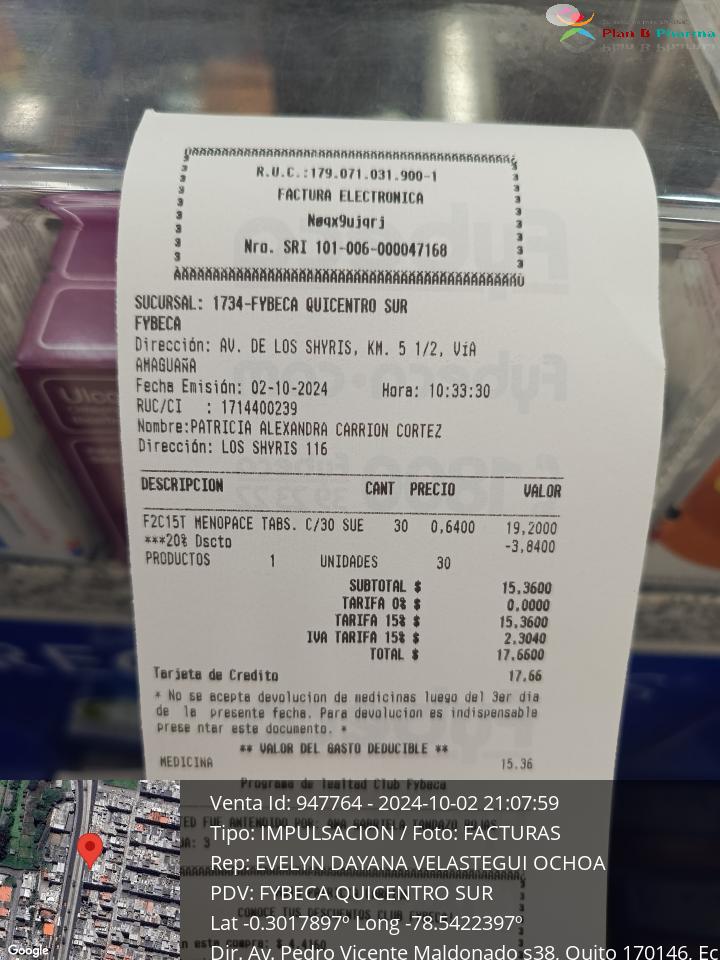 Plan B Pharma
R.U.C.:179.071.031.900-1
FACTURA ELECTRONICA
Nøqx9ujqrj
Nro. SRI 101-006-000047168
SUCURSAL: 1734-FYBECA QUICENTRO SUR
FYBECA
Dirección: AV. DE LOS SHYRIS, KM. 5 1/2, VíA
AMAGUAÑA
Fecha Emisión: 02-10-2024 Hora: 10:33:30
RUC/CI : 1714400239
Nombre:PATRICIA ALEXANDRA CARRION CORTEZ
Dirección: LOS SHYRIS 116
DESCRIPCION CANT PRECIO VALOR
F2C15T MENOPACE TABS. C/30 SUE 30 0,6400 19,2000
***20% Dscto -3,8400
PRODUCTOS 1 UNIDADES 30
SUBTOTAL $ 15.3600
TARIFA 0% $ 0.0000
TARIFA 15% $ 15.3600
IVA TARIFA 15% $ 2.3040
TOTAL $ 17.6600
Tarjeta de Credito 17.66
* No se acepta devolucion de medicinas luego del 3er dia
de la presente fecha. Para devolucion es indispensable
prese ntar este documento. *
** VALOR DEL GASTO DEDUCIBLE **
MEDICINA 15.36
Programa de lealtad Club Fybeca
Venta Id: 947764 - 2024-10-02 21:07:59
Tipo: IMPULSACION / Foto: FACTURAS
Rep: EVELYN DAYANA VELASTEGUI OCHOA
PDV: FYBECA QUICENTRO SUR
Lat -0.3017897º Long -78.5422397º
Dir. Av. Pedro Vicente Maldonado s38, Quito 170146, Ec
Google